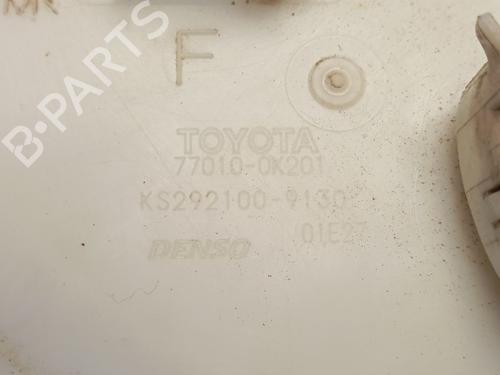 F
TOYOTA
77010-0K201
KS292100-9130
DENSO 01E27
B-PARTS